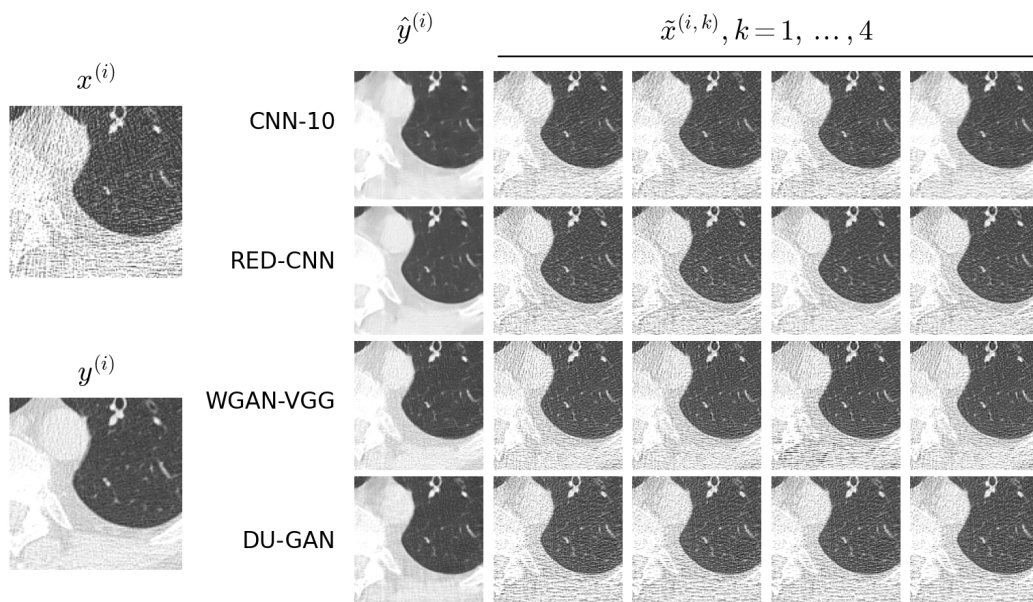 ŷ⁽ⁱ⁾
x̃⁽ⁱ,ᵏ⁾, k = 1, …, 4
x⁽ⁱ⁾
CNN-10
RED-CNN
y⁽ⁱ⁾
WGAN-VGG
DU-GAN